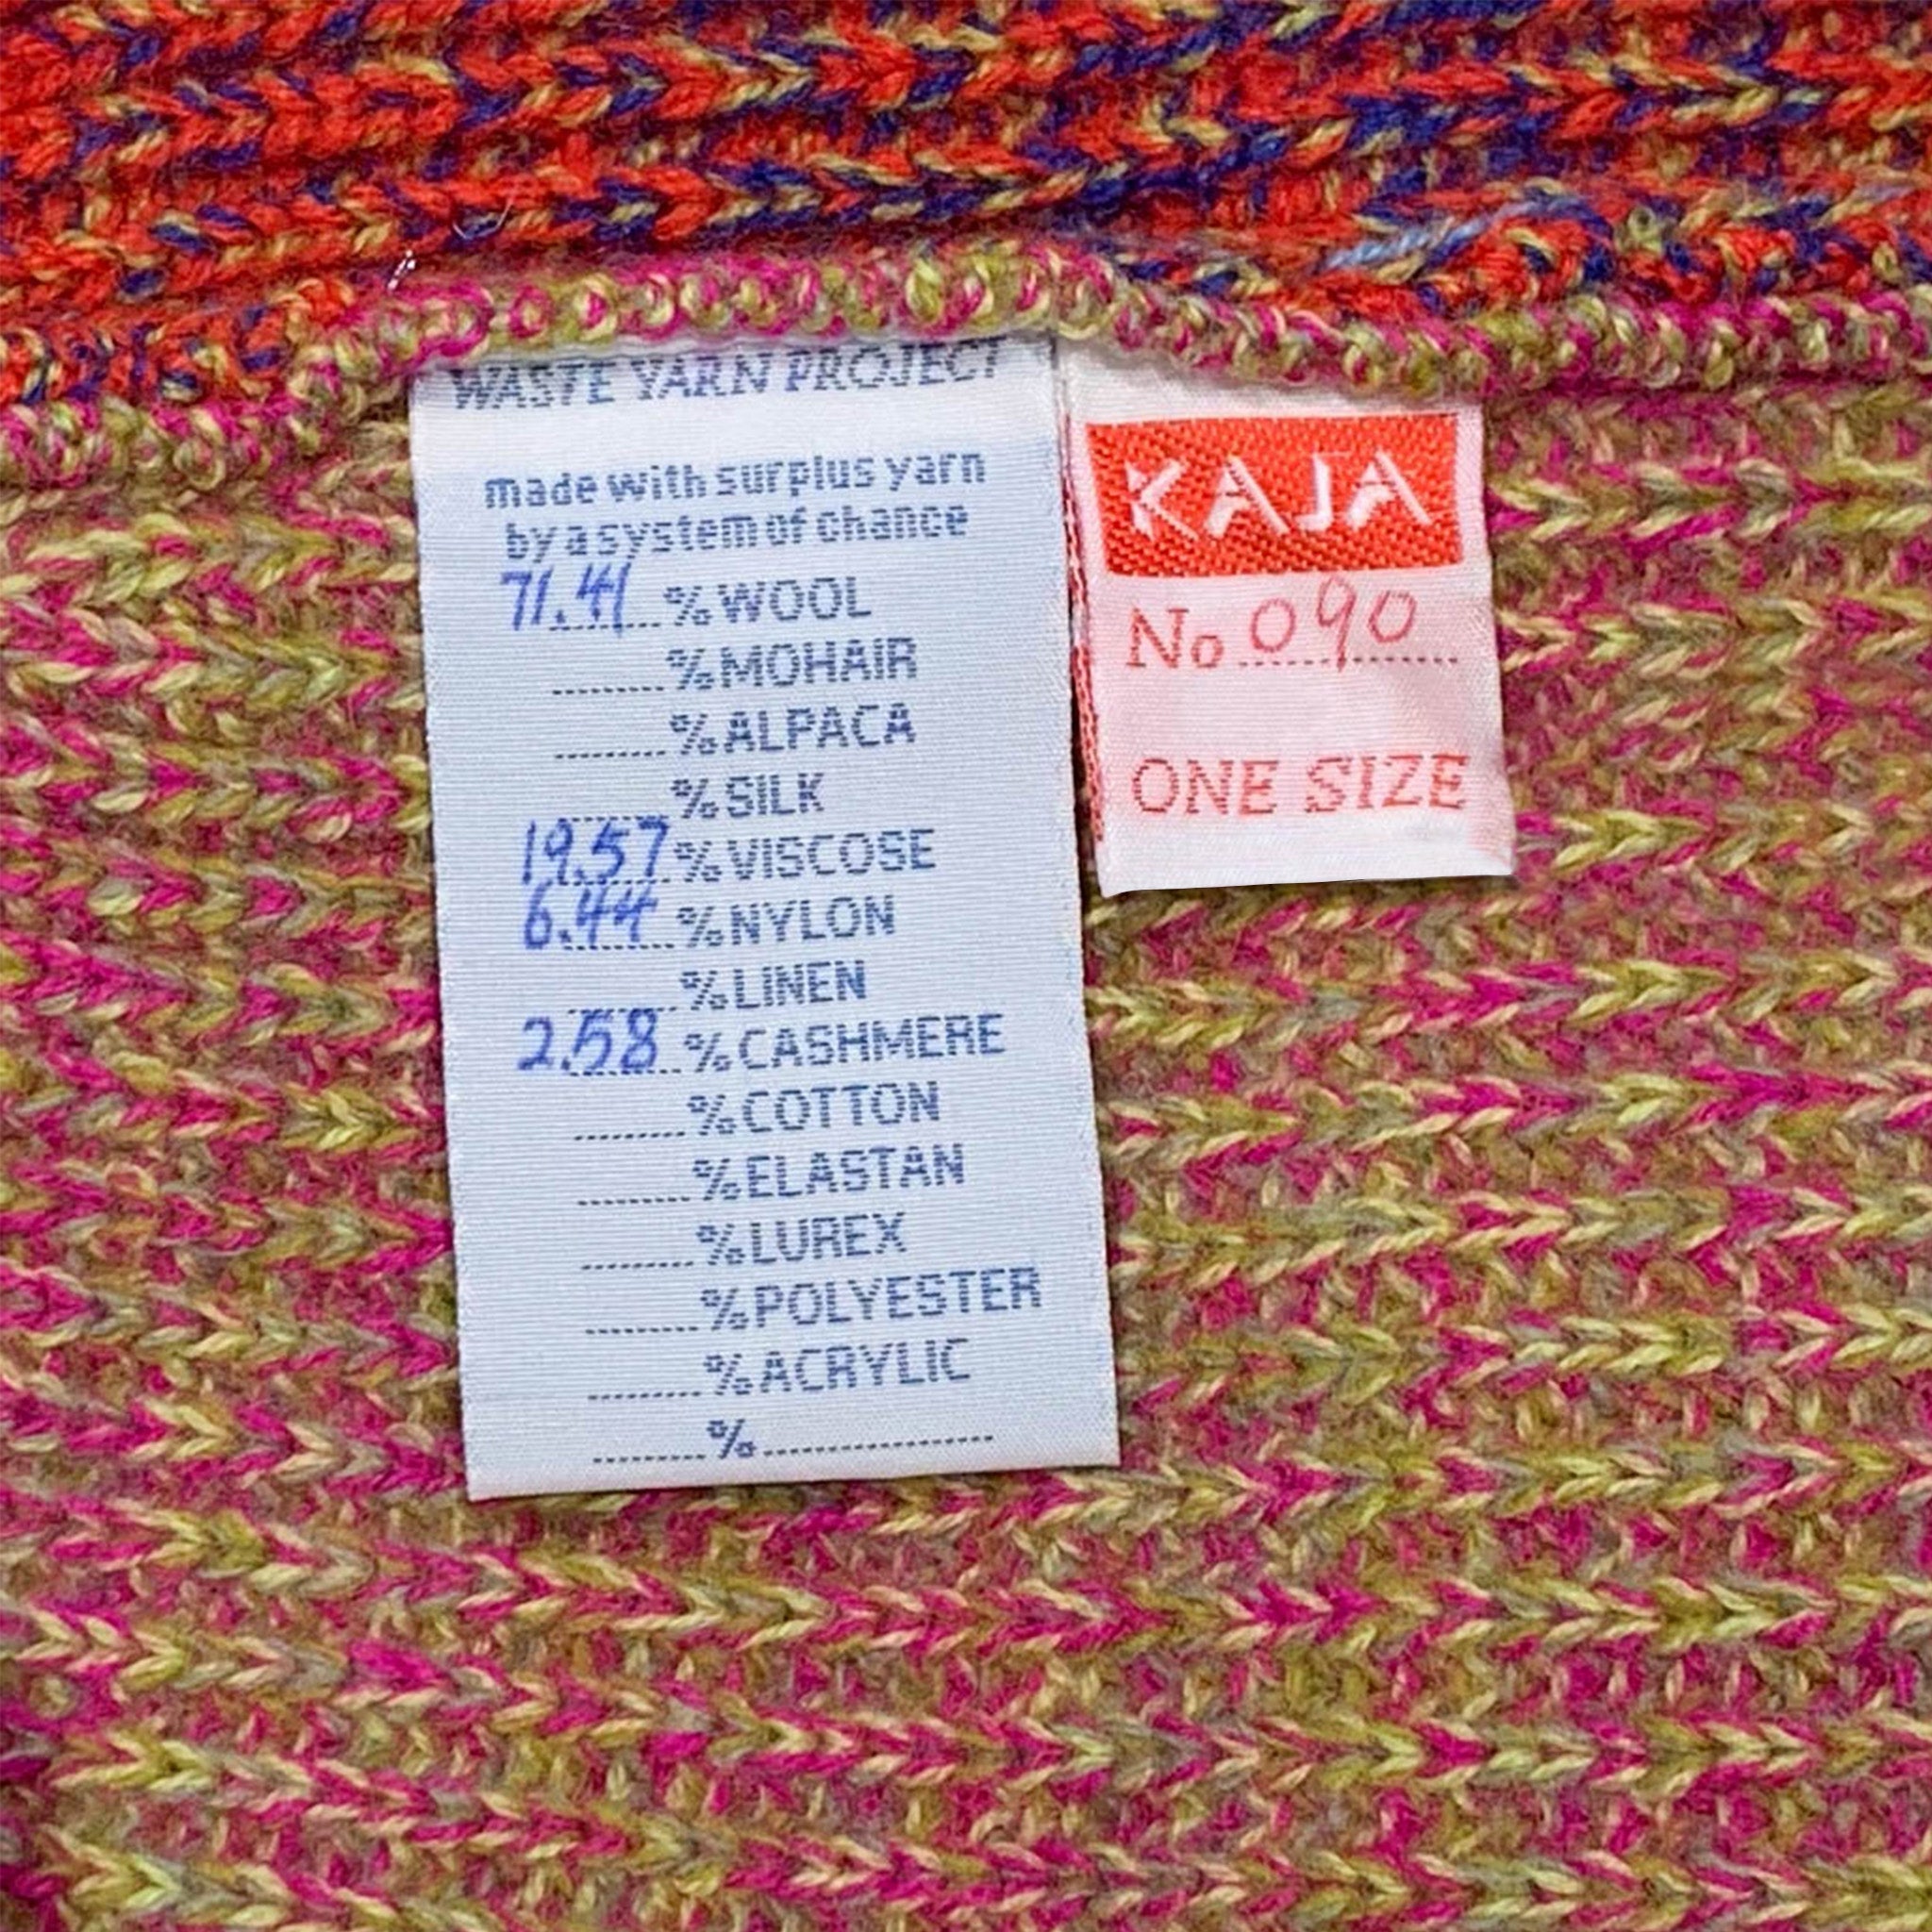 WASTE YARN PROJECT
made with surplus yarn
by a system of chance
71.41 % WOOL
% MOHAIR
% ALPACA
% SILK
19.57 % VISCOSE
6.44 % NYLON
% LINEN
2.58 % CASHMERE
% COTTON
% ELASTAN
% LUREX
% POLYESTER
% ACRYLIC
%
KAJA
No 090
ONE SIZE